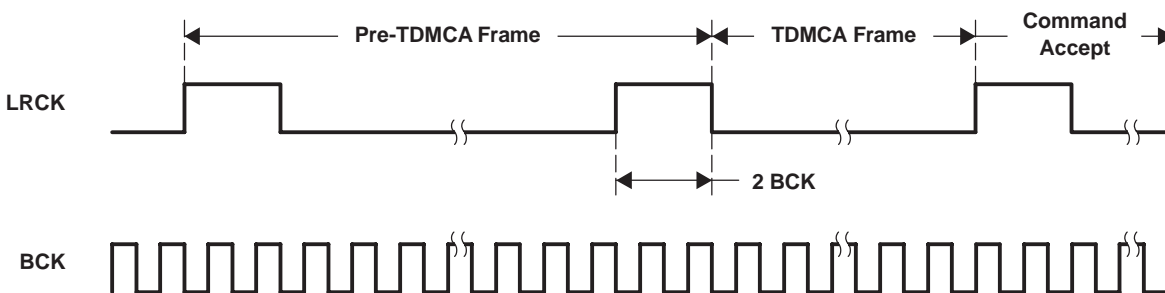 Pre-TDMCA Frame
TDMCA Frame
Command
Accept
LRCK
2 BCK
BCK